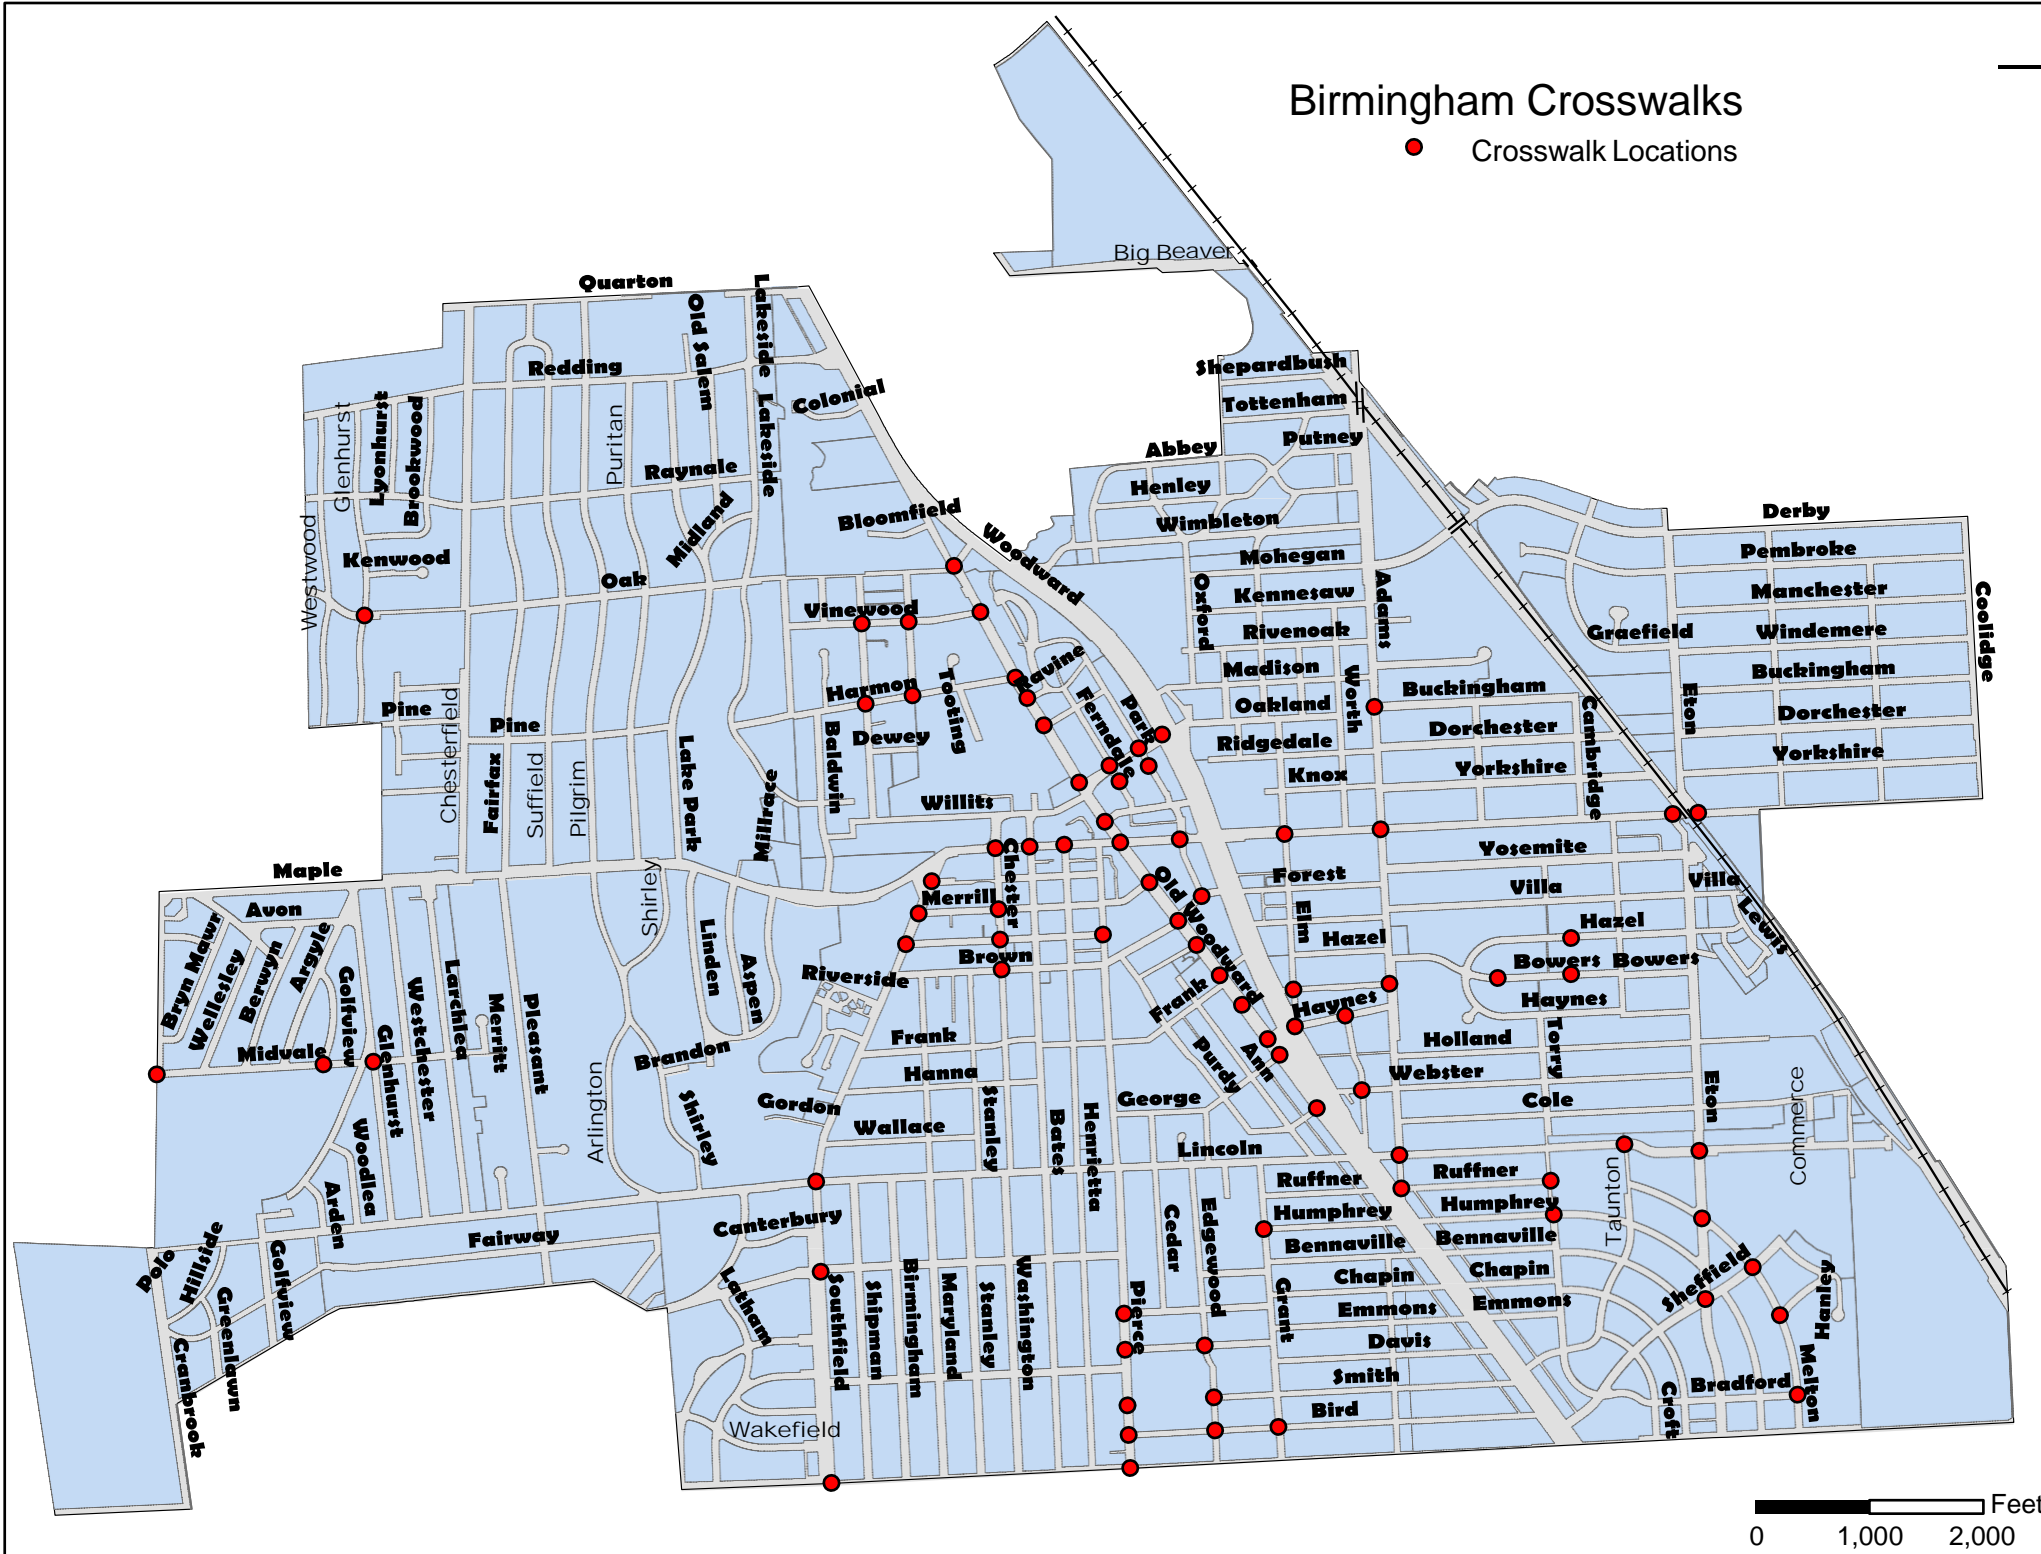 Birmingham Crosswalks
Crosswalk Locations
Big Beaver
Quarton
Lakeside
Old Salem
Redding
Shepardbush
Lakeside
Colonial
Tottenham
Glenhurst
Lyonhurst
Brookwood
Puritan
Putney
Abbey
Raynale
Henley
Midland
Bloomfield
Wimbleton
Derby
Woodward
Westwood
Kenwood
Mohegan
Pembroke
Oak
Oxford
Kennesaw
Adams
Manchester
Coolidge
Vinewood
Rivenoak
Graefield
Windemere
Ravine
Madison
Worth
Buckingham
Harmon
Tooting
Buckingham
Eton
Pine
Chesterfield
Pine
Ferndale
Park
Oakland
Cambridge
Dorchester
Dewey
Baldwin
Ridgedale
Dorchester
Yorkshire
Fairfax
Suffield
Pilgrim
Lake Park
Millrace
Knox
Yorkshire
Willits
Maple
Chester
Yosemite
Shirley
Forest
Villa
Villa
Avon
Merrill
Old Woodward
Elm
Hazel
Lewis
Bryn Mawr
Wellesley
Berwyn
Argyle
Golfview
Linden
Aspen
Hazel
Brown
Bowers
Bowers
Riverside
Larchlea
Westchester
Merritt
Pleasant
Frank
Haynes
Haynes
Midvale
Glenhurst
Frank
Holland
Torry
Brandon
Purdy
Ann
Hanna
Webster
Eton
Commerce
Arlington
Shirley
Gordon
Stanley
Bates
Henrietta
George
Cole
Wallace
Woodlea
Lincoln
Arden
Ruffner
Ruffner
Taunton
Polo
Hillside
Fairway
Canterbury
Cedar
Edgewood
Humphrey
Humphrey
Golfview
Bennaville
Bennaville
Greenlawn
Latham
Southfield
Shipman
Birmingham
Maryland
Stanley
Washington
Pierce
Grant
Chapin
Chapin
Sheffield
Hanley
Emmons
Emmons
Cranbrook
Davis
Smith
Bradford
Melton
Croft
Bird
Wakefield
Feet
0 1,000 2,000